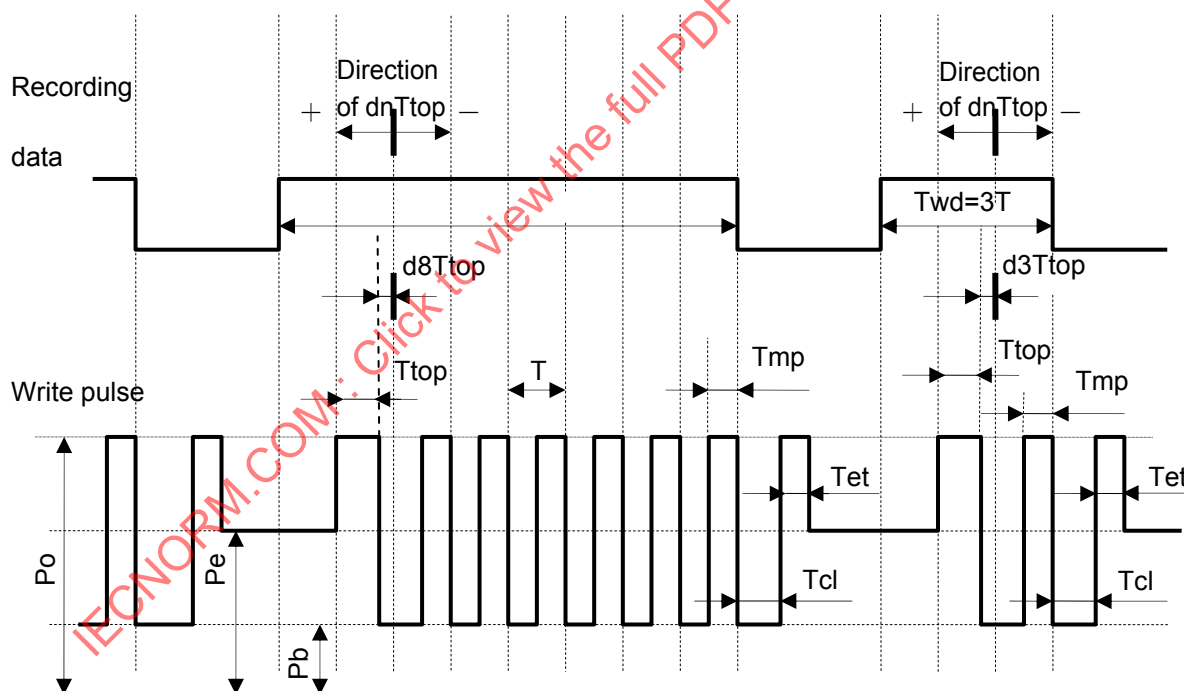 Recording
data
Direction
of dnTtop
+
−
Direction
of dnTtop
+
−
Twd=3T
d8Ttop
d3Ttop
Write pulse
Ttop
T
Tmp
Ttop
Tmp
Tet
Tet
Tcl
Tcl
Po
Pe
Pb
IECNORM.COM : Click to view the full PDF